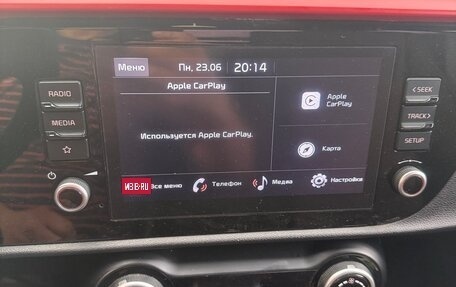 Меню
Пн, 23.06
20:14
Apple CarPlay
Используется Apple CarPlay.
Apple
CarPlay
Карта
Все меню
Телефон
Медиа
Настройки
RADIO
MEDIA
< SEEK
TRACK >
SETUP